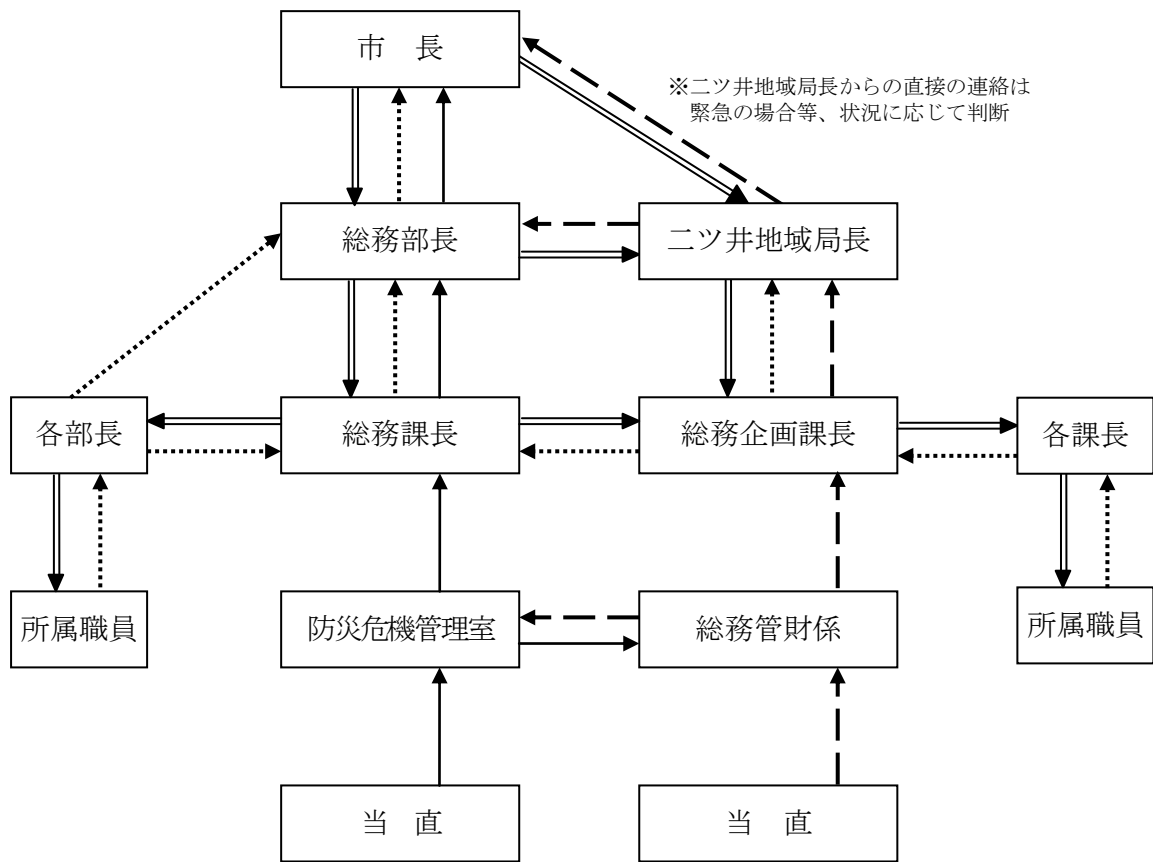 市　長
※二ツ井地域局長からの直接の連絡は
緊急の場合等、状況に応じて判断
総務部長
二ツ井地域局長
各部長
総務課長
総務企画課長
各課長
所属職員
防災危機管理室
総務管財係
所属職員
当　直
当　直